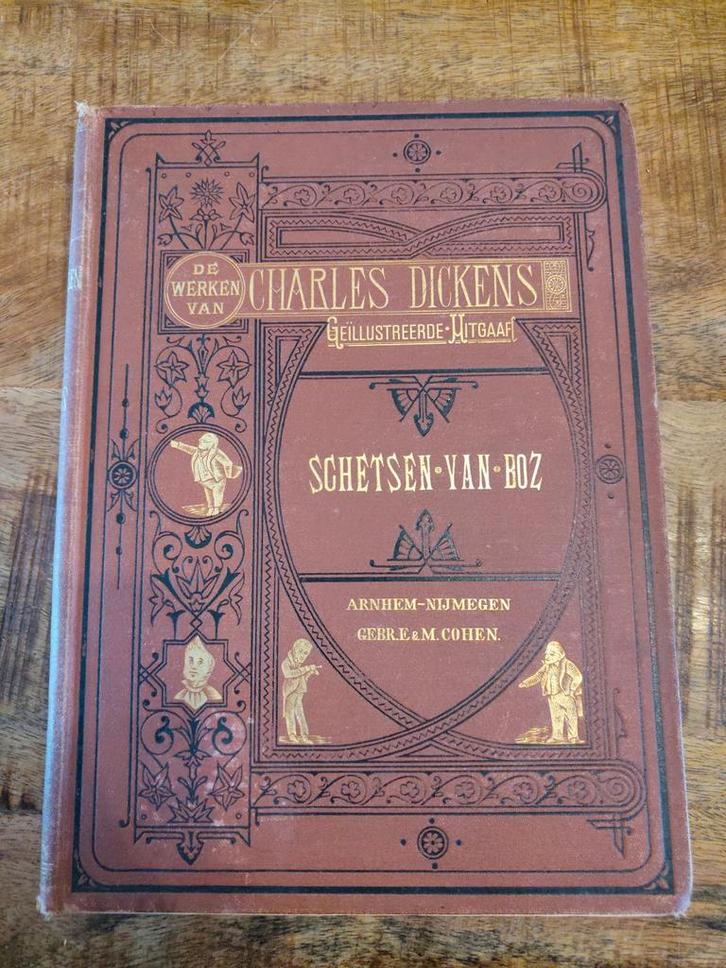 DE
WERKEN
VAN
CHARLES DICKENS
GEÏLLUSTREERDE·UITGAAF
SCHETSEN·VAN·BOZ
ARNHEM-NIJMEGEN
GEBR.E&M.COHEN.